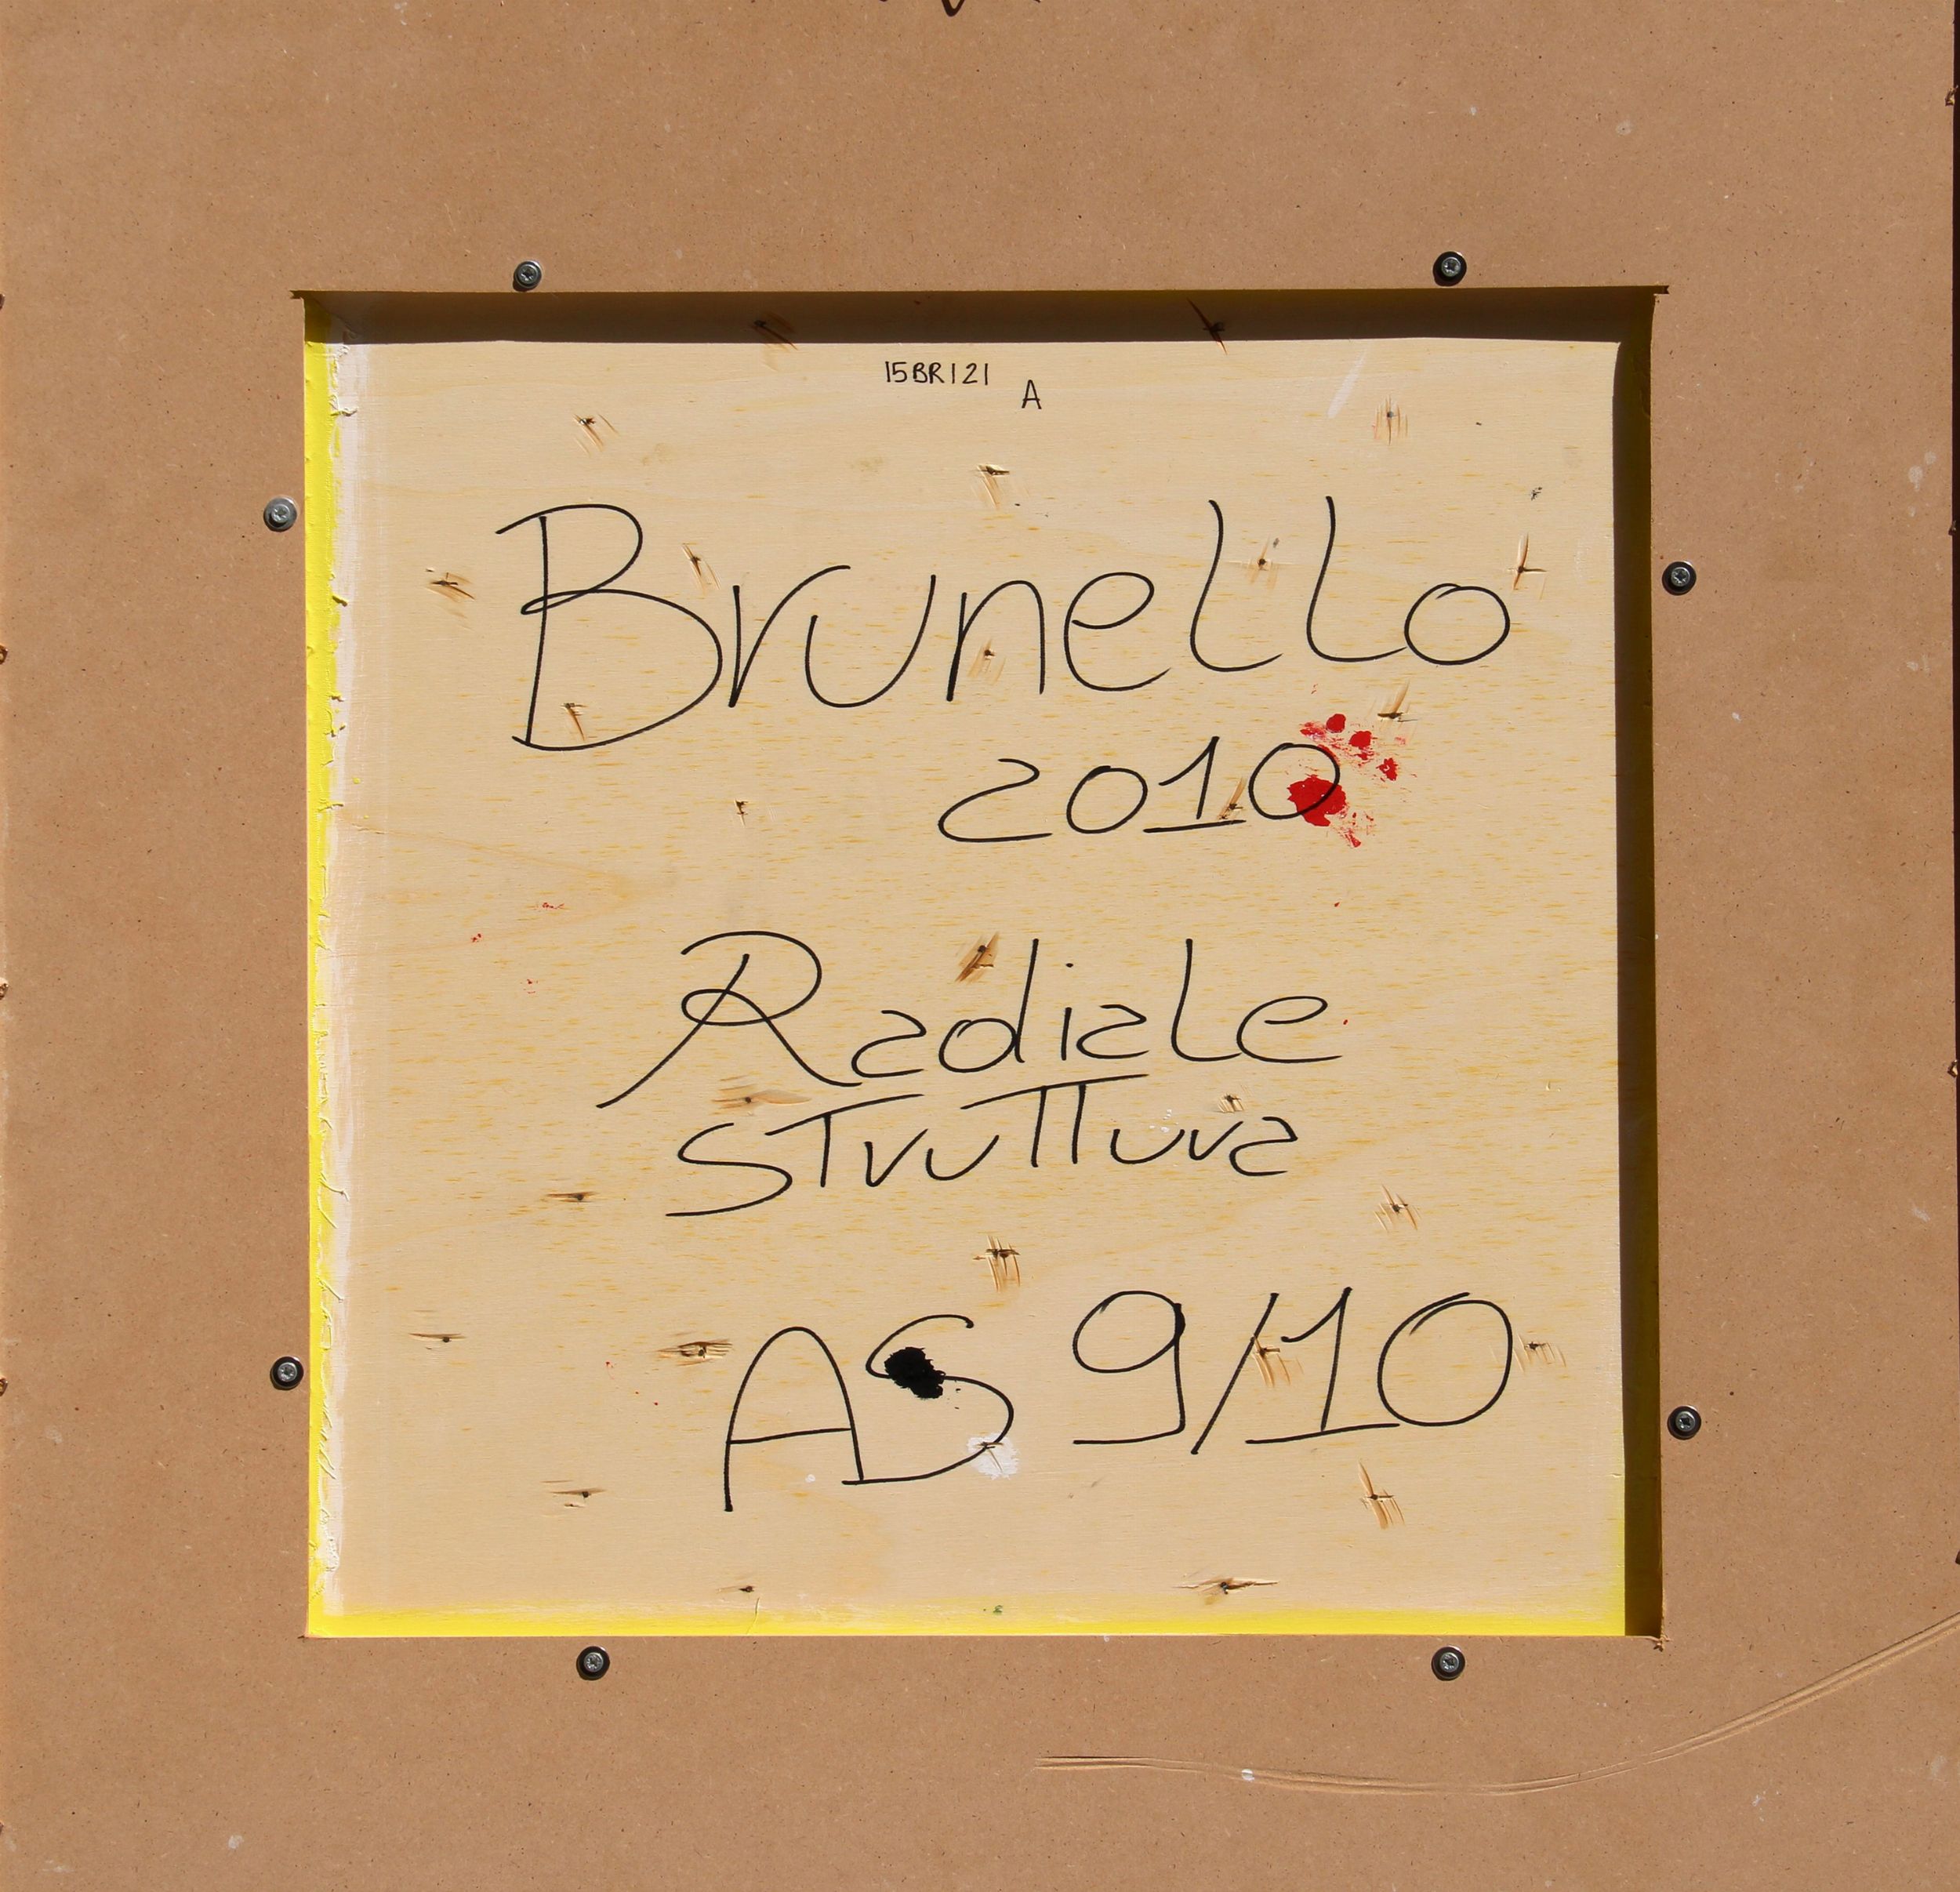 15BR121
A
Brunello
2010
Radiale
struttura
AS 9/10